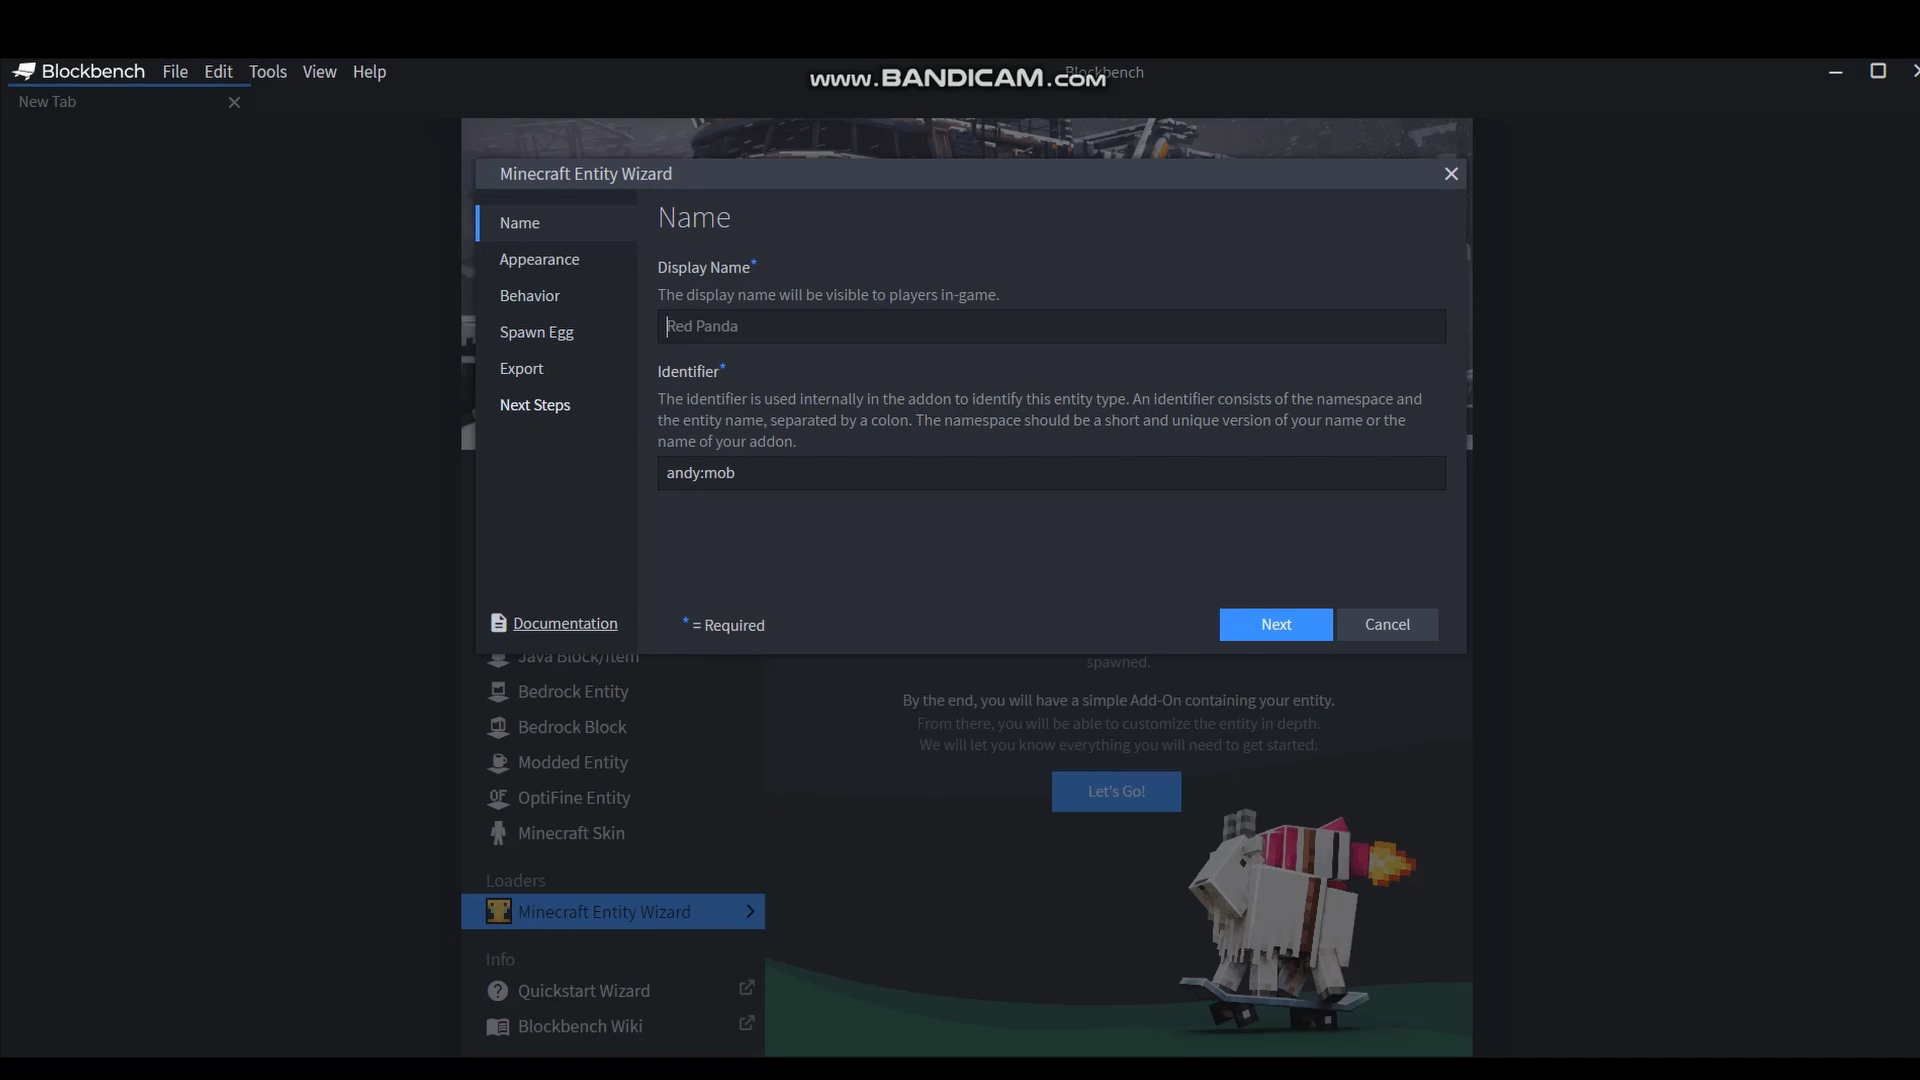 Blockbench File Edit Tools View Help
www.BANDICAM.com
Blockbench
New Tab
Minecraft Entity Wizard
Name
Appearance
Behavior
Spawn Egg
Export
Next Steps
Documentation
Name
Display Name*
The display name will be visible to players in-game.
Red Panda
Identifier*
The identifier is used internally in the addon to identify this entity type. An identifier consists of the namespace and
the entity name, separated by a colon. The namespace should be a short and unique version of your name or the
name of your addon.
andy:mob
* = Required
Next
Cancel
Java Block/Item
Bedrock Entity
Bedrock Block
Modded Entity
OF OptiFine Entity
Minecraft Skin
Loaders
Minecraft Entity Wizard
Info
Quickstart Wizard
Blockbench Wiki
spawned.
By the end, you will have a simple Add-On containing your entity.
From there, you will be able to customize the entity in depth.
We will let you know everything you will need to get started.
Let's Go!